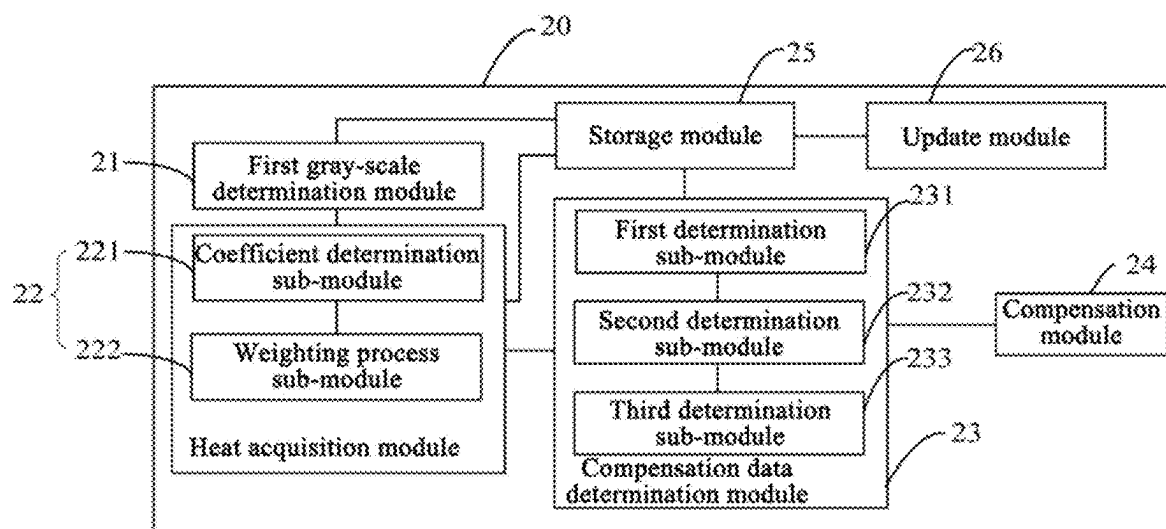 20
25
26
Storage module
Update module
21
First gray-scale
determination module
231
221
Coefficient determination
sub-module
First determination
sub-module
22
24
232
Compensation
module
Second determination
sub-module
222
Weighting process
sub-module
233
Third determination
sub-module
23
Heat acquisition module
Compensation data
determination module